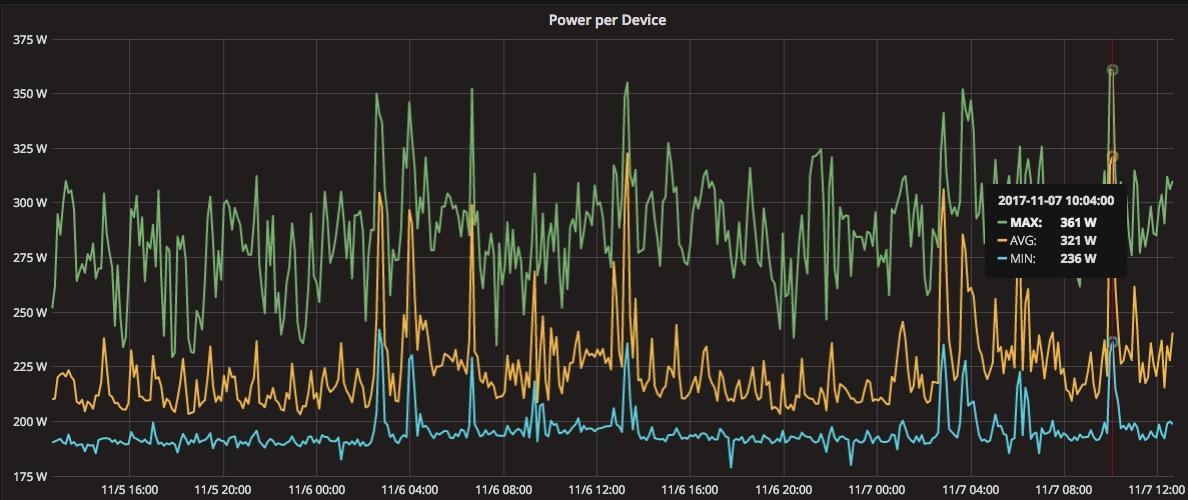 Power per Device
375 W
350 W
325 W
300 W
275 W
250 W
225 W
200 W
175 W
2017-11-07 10:04:00
MAX: 361 W
AVG: 321 W
MIN: 236 W
11/5 16:00 11/5 20:00 11/6 00:00 11/6 04:00 11/6 08:00 11/6 12:00 11/6 16:00 11/6 20:00 11/7 00:00 11/7 04:00 11/7 08:00 11/7 12:00